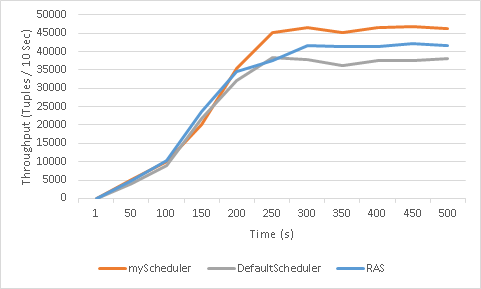 Throughput (Tuples / 10 Sec)
50000
45000
40000
35000
30000
25000
20000
15000
10000
5000
0
1 50 100 150 200 250 300 350 400 450 500
Time (s)
myScheduler DefaultScheduler RAS